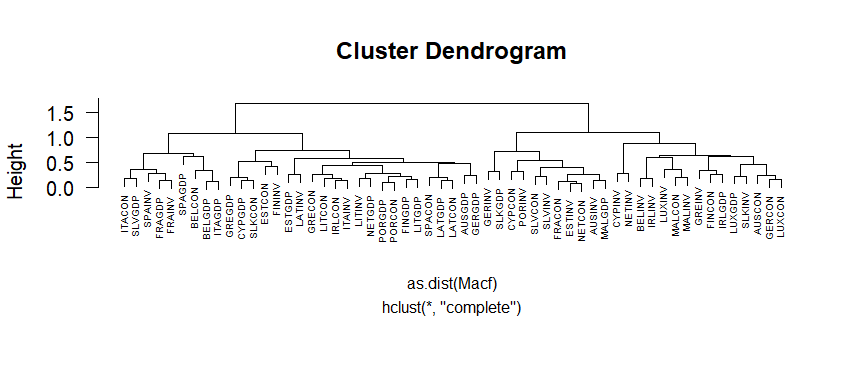 Cluster Dendrogram
Height
1.5
1.0
0.5
0.0
ITACON
SLVGDP
SPAINV
FRAGDP
FRAINV
SPAGDP
BELCON
BELGDP
ITAGDP
GREGDP
CYPGDP
SLKCON
ESTCON
FININV
ESTGDP
LATINV
GRECON
LITCON
IRLCON
ITAINV
LITINV
NETGDP
PORGDP
PORCON
FINGDP
LITGDP
SPACON
LATGDP
LATCON
AUSGDP
GERGDP
GERINV
SLKGDP
CYPCON
PORINV
SLVCON
SLVINV
FRACON
ESTINV
NETCON
AUSINV
MALGDP
CYPINV
NETINV
BELINV
IRLINV
LUXINV
MALCON
MALINV
GREINV
FINCON
IRLGDP
LUXGDP
SLKINV
AUSCON
GERCON
LUXCON
as.dist(Macf)
hclust(*, "complete")